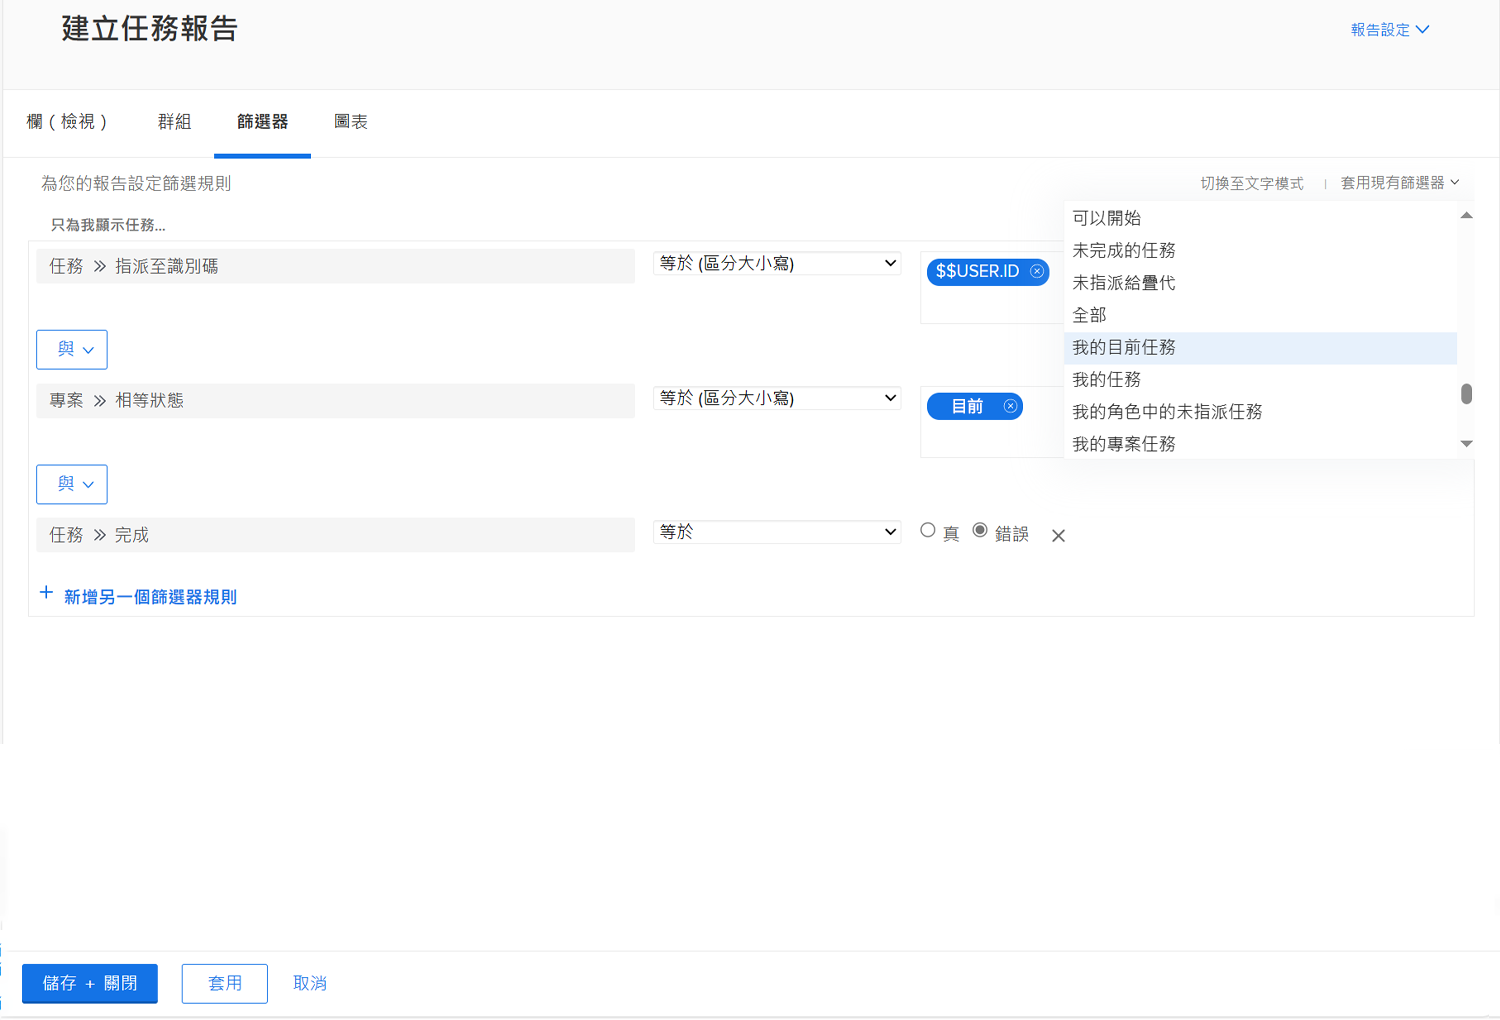 建立任務報告
報告設定
欄 ( 檢視 ) 群組 篩選器 圖表
為您的報告設定篩選規則
切換至文字模式 | 套用現有篩選器
只為我顯示任務...
可以開始
未完成的任務
未指派給疊代
全部
我的目前任務
我的任務
我的角色中的未指派任務
我的專案任務
任務 » 指派至識別碼 等於 (區分大小寫) $$USER.ID
與
專案 » 相等狀態 等於 (區分大小寫) 目前
與
任務 » 完成 等於 真 錯誤
+ 新增另一個篩選器規則
儲存 + 關閉 套用 取消